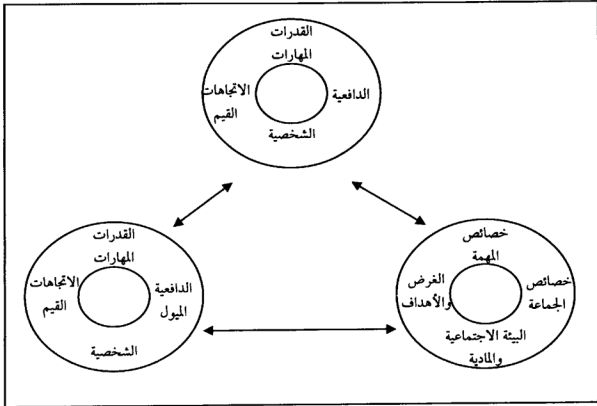 القدرات
المهارات
الدافعية
الاتجاهات
القيم
الشخصية
خصائص
المهمة
خصائص
الجماعة
الغرض
والأهداف
البيئة الاجتماعية
والمادية
القدرات
المهارات
الدافعية
الميول
الاتجاهات
القيم
الشخصية